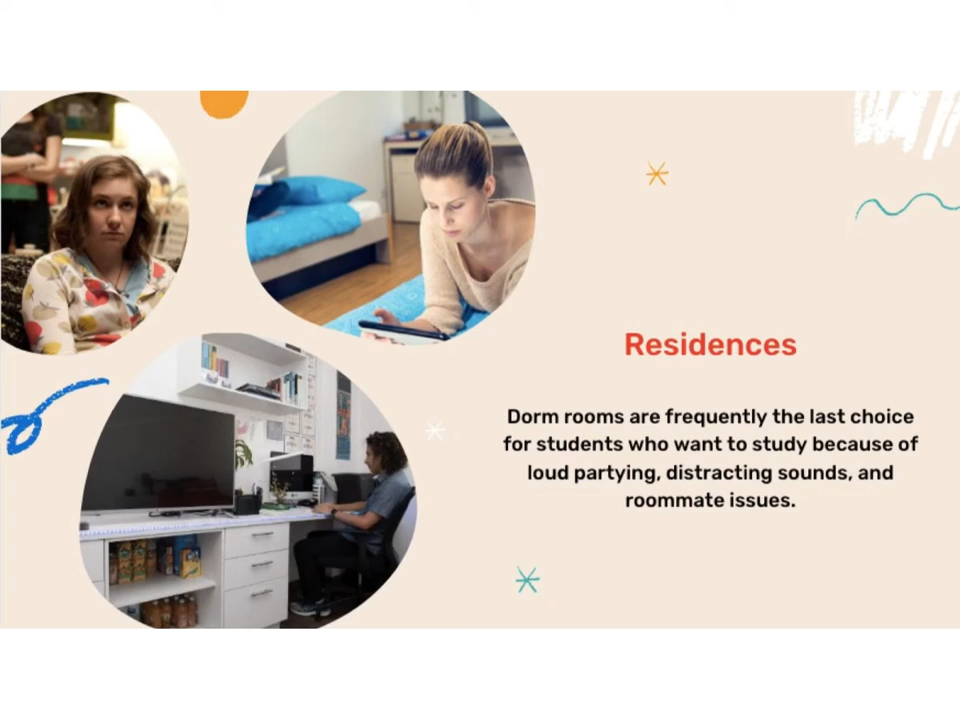 Residences
Dorm rooms are frequently the last choice
for students who want to study because of
loud partying, distracting sounds, and
roommate issues.